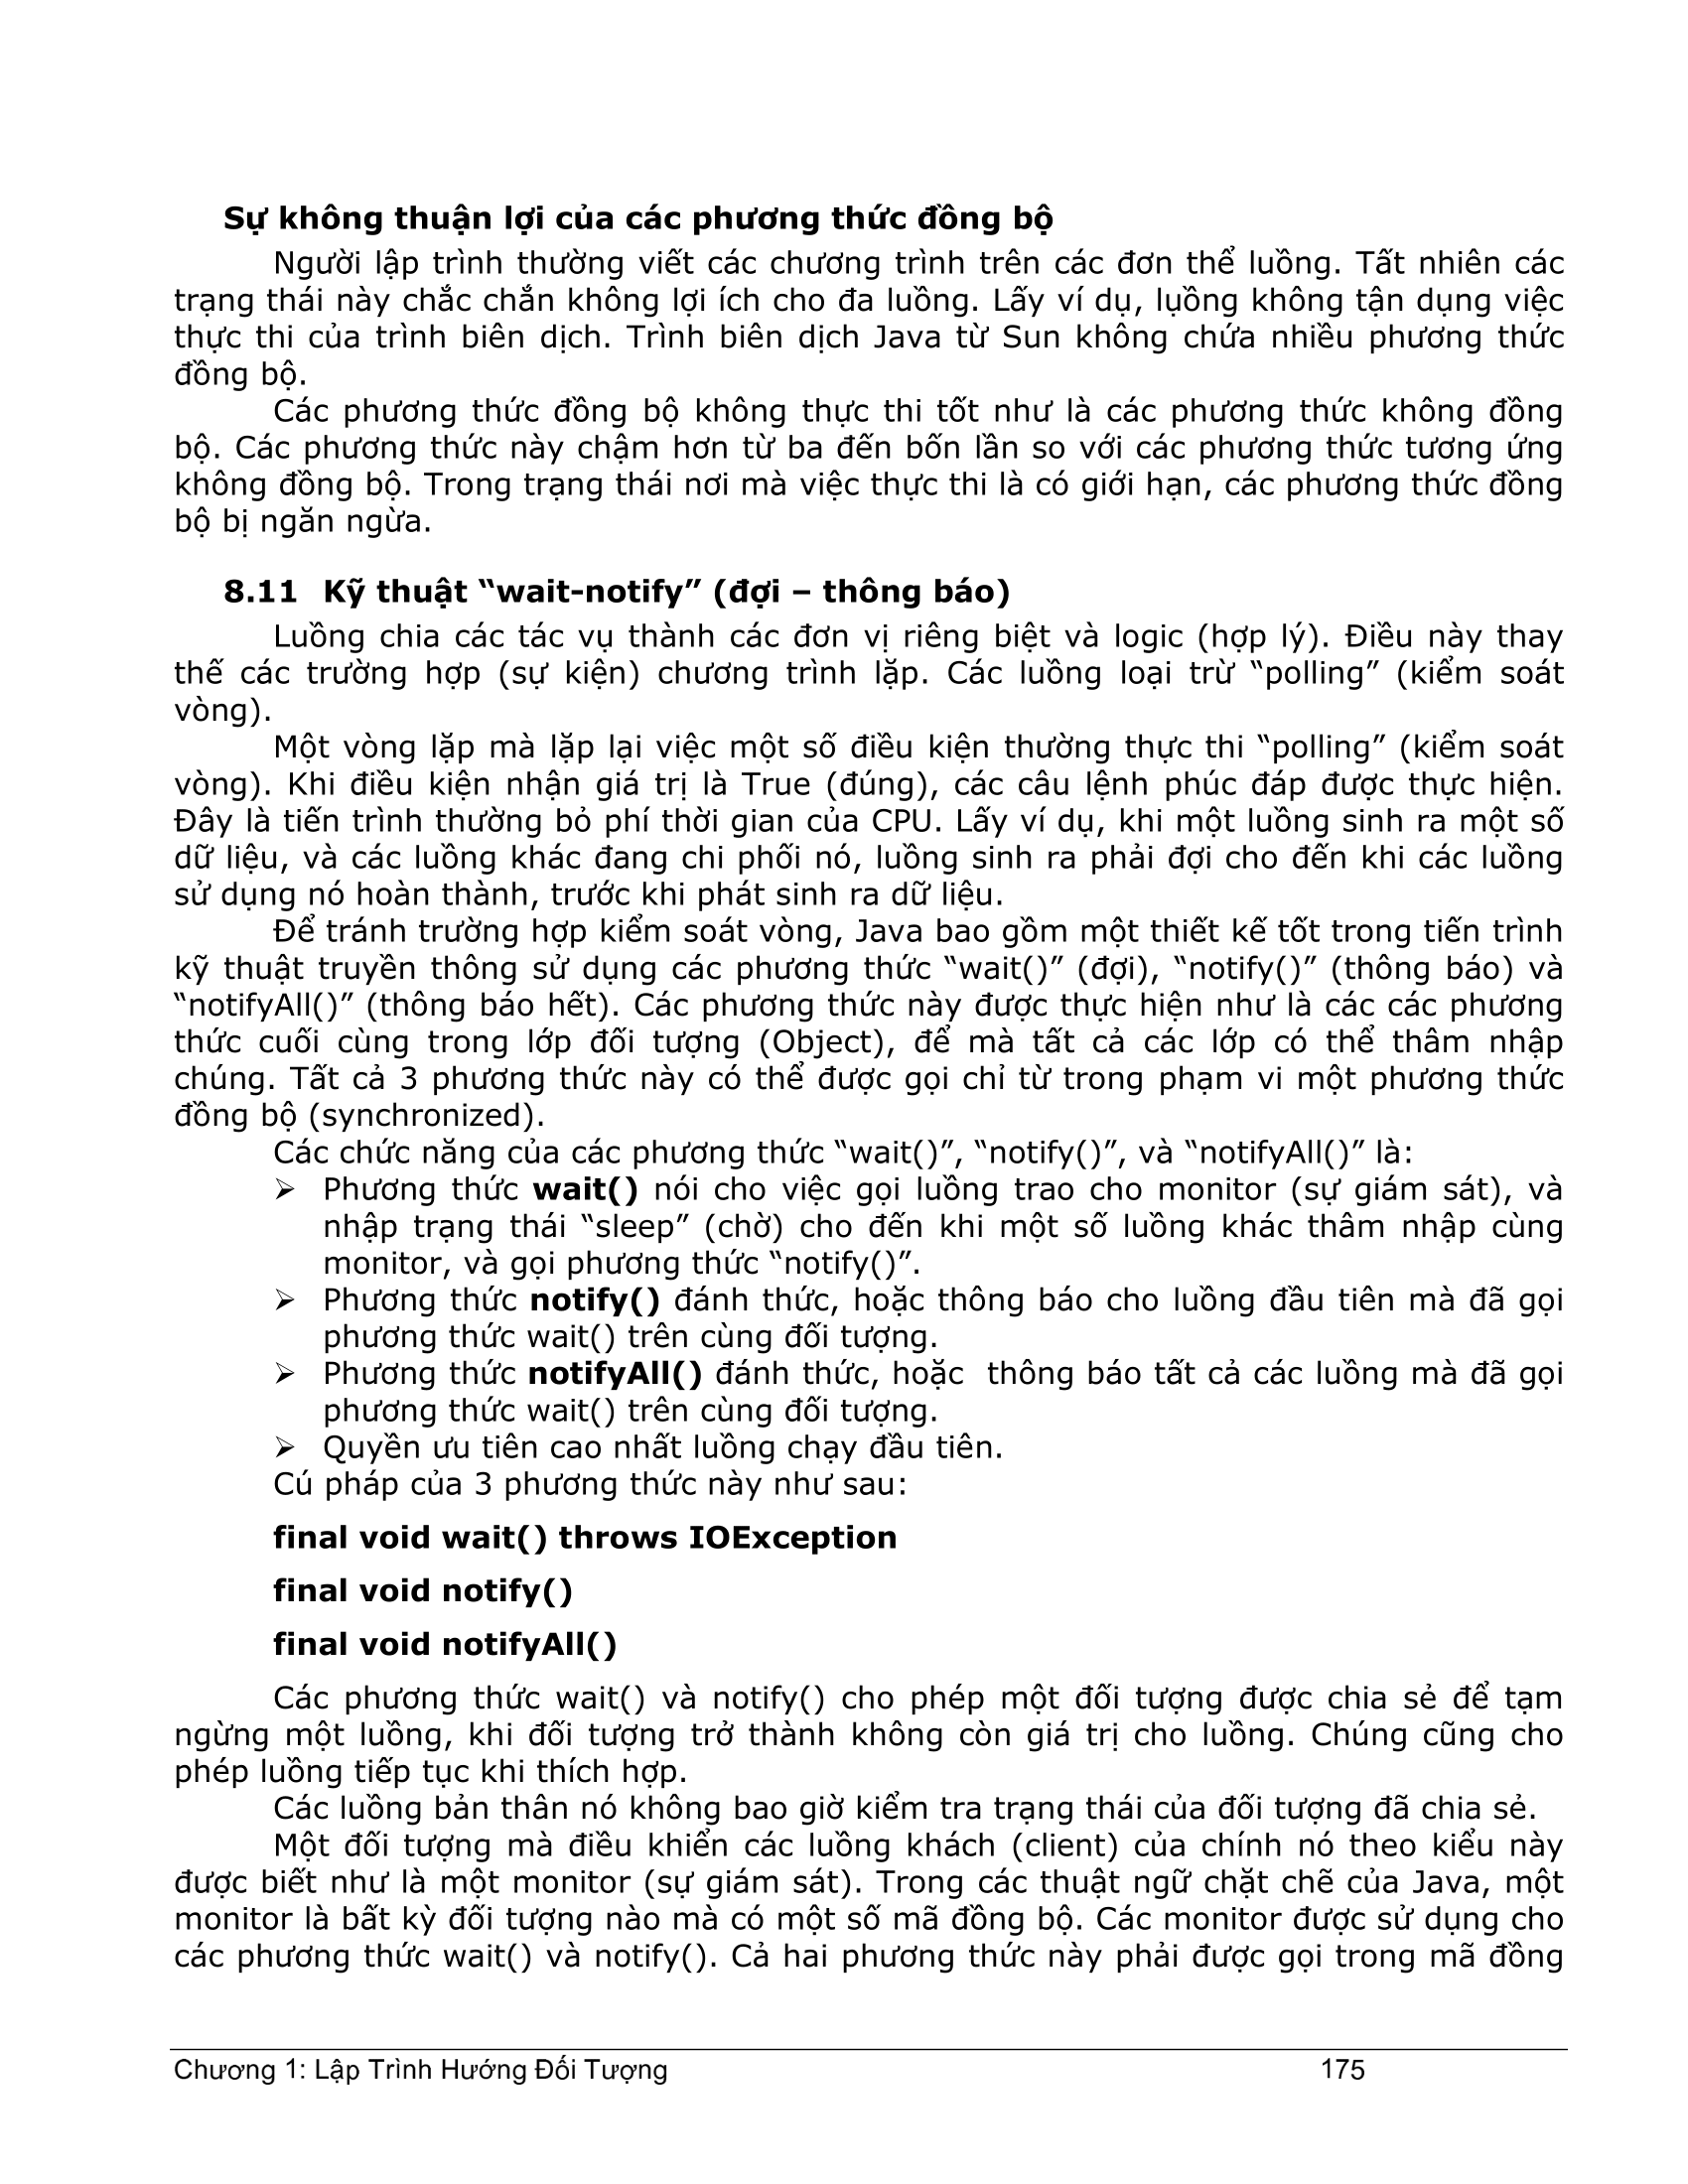 Sự không thuận lợi của các phương thức đồng bộ
Người lập trình thường viết các chương trình trên các đơn thể luồng. Tất nhiên các
trạng thái này chắc chắn không lợi ích cho đa luồng. Lấy ví dụ, lụồng không tận dụng việc
thực thi của trình biên dịch. Trình biên dịch Java từ Sun không chứa nhiều phương thức
đồng bộ.
Các phương thức đồng bộ không thực thi tốt như là các phương thức không đồng
bộ. Các phương thức này chậm hơn từ ba đến bốn lần so với các phương thức tương ứng
không đồng bộ. Trong trạng thái nơi mà việc thực thi là có giới hạn, các phương thức đồng
bộ bị ngăn ngừa.
8.11 Kỹ thuật “wait-notify” (đợi – thông báo)
Luồng chia các tác vụ thành các đơn vị riêng biệt và logic (hợp lý). Điều này thay
thế các trường hợp (sự kiện) chương trình lặp. Các luồng loại trừ “polling” (kiểm soát
vòng).
Một vòng lặp mà lặp lại việc một số điều kiện thường thực thi “polling” (kiểm soát
vòng). Khi điều kiện nhận giá trị là True (đúng), các câu lệnh phúc đáp được thực hiện.
Đây là tiến trình thường bỏ phí thời gian của CPU. Lấy ví dụ, khi một luồng sinh ra một số
dữ liệu, và các luồng khác đang chi phối nó, luồng sinh ra phải đợi cho đến khi các luồng
sử dụng nó hoàn thành, trước khi phát sinh ra dữ liệu.
Để tránh trường hợp kiểm soát vòng, Java bao gồm một thiết kế tốt trong tiến trình
kỹ thuật truyền thông sử dụng các phương thức “wait()” (đợi), “notify()” (thông báo) và
“notifyAll()” (thông báo hết). Các phương thức này được thực hiện như là các các phương
thức cuối cùng trong lớp đối tượng (Object), để mà tất cả các lớp có thể thâm nhập
chúng. Tất cả 3 phương thức này có thể được gọi chỉ từ trong phạm vi một phương thức
đồng bộ (synchronized).
Các chức năng của các phương thức “wait()”, “notify()”, và “notifyAll()” là:
➢ Phương thức wait() nói cho việc gọi luồng trao cho monitor (sự giám sát), và
nhập trạng thái “sleep” (chờ) cho đến khi một số luồng khác thâm nhập cùng
monitor, và gọi phương thức “notify()”.
➢ Phương thức notify() đánh thức, hoặc thông báo cho luồng đầu tiên mà đã gọi
phương thức wait() trên cùng đối tượng.
➢ Phương thức notifyAll() đánh thức, hoặc thông báo tất cả các luồng mà đã gọi
phương thức wait() trên cùng đối tượng.
➢ Quyền ưu tiên cao nhất luồng chạy đầu tiên.
Cú pháp của 3 phương thức này như sau:
final void wait() throws IOException
final void notify()
final void notifyAll()
Các phương thức wait() và notify() cho phép một đối tượng được chia sẻ để tạm
ngừng một luồng, khi đối tượng trở thành không còn giá trị cho luồng. Chúng cũng cho
phép luồng tiếp tục khi thích hợp.
Các luồng bản thân nó không bao giờ kiểm tra trạng thái của đối tượng đã chia sẻ.
Một đối tượng mà điều khiển các luồng khách (client) của chính nó theo kiểu này
được biết như là một monitor (sự giám sát). Trong các thuật ngữ chặt chẽ của Java, một
monitor là bất kỳ đối tượng nào mà có một số mã đồng bộ. Các monitor được sử dụng cho
các phương thức wait() và notify(). Cả hai phương thức này phải được gọi trong mã đồng
Chương 1: Lập Trình Hướng Đối Tượng 175